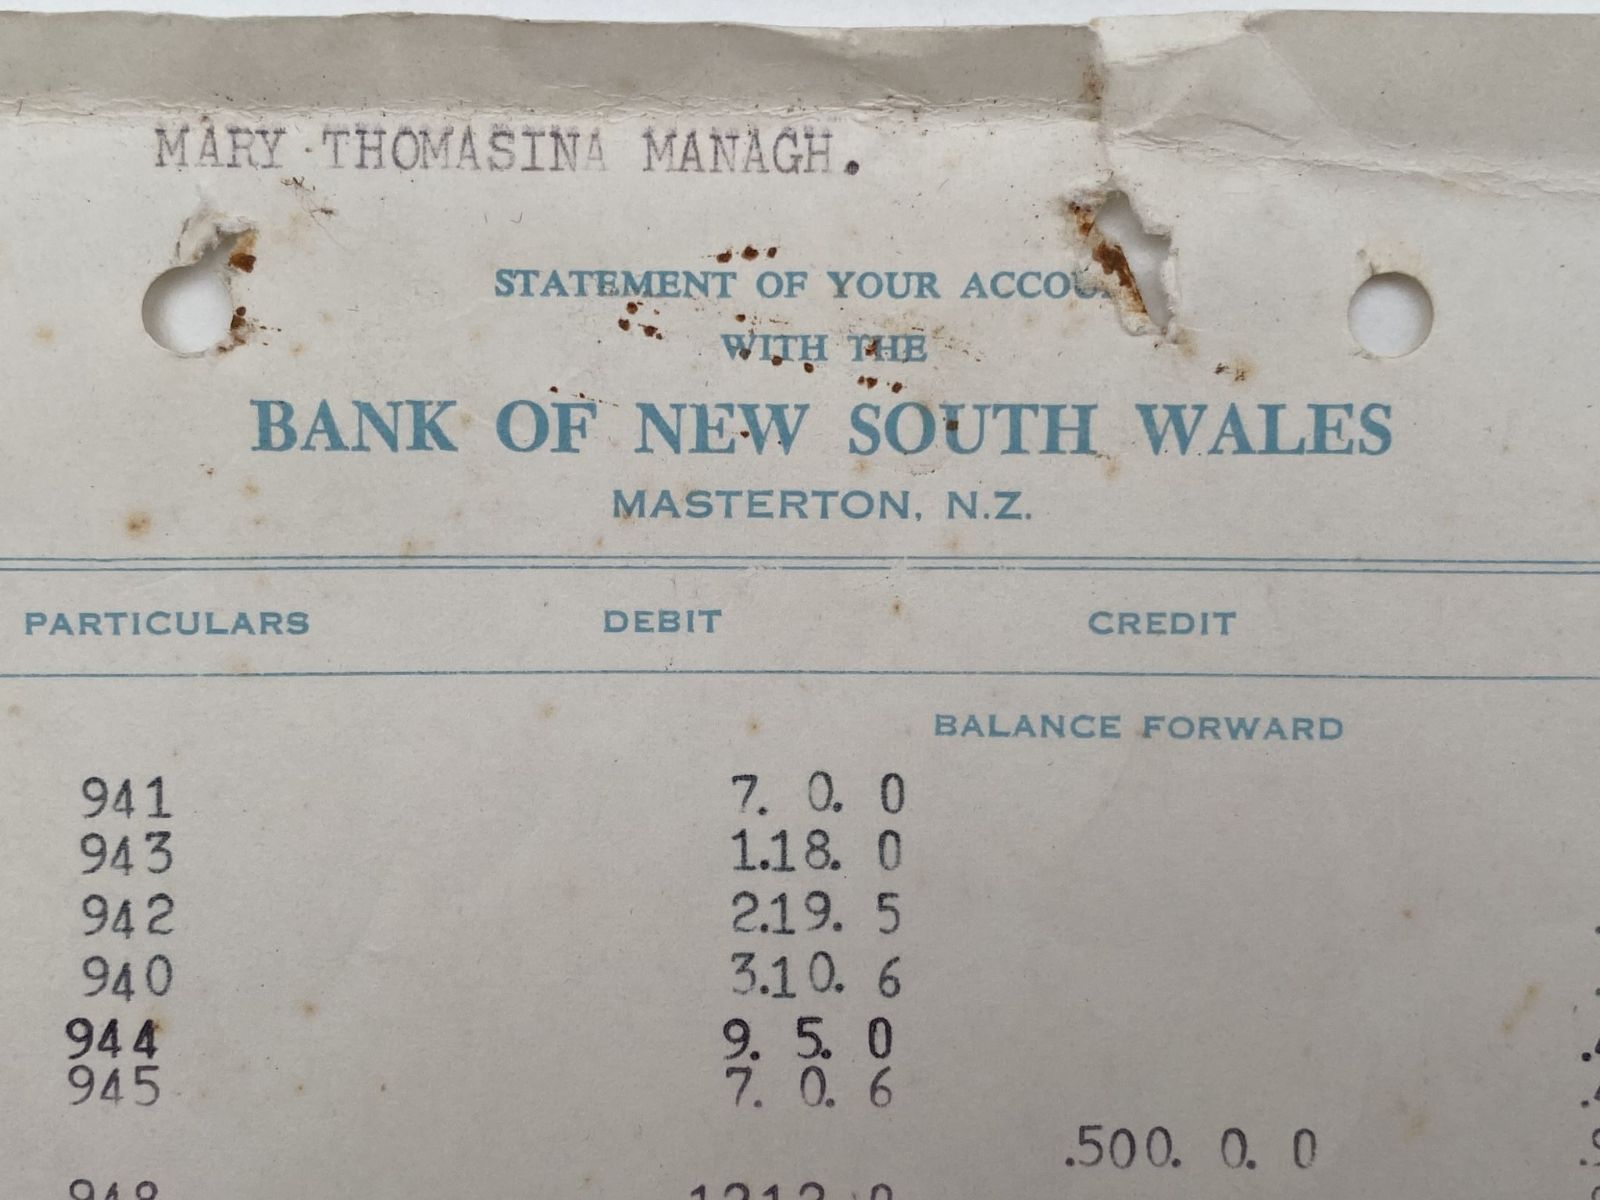 MARY THOMASINA MANAGH.
STATEMENT OF YOUR
WITH THE
BANK OF NEW SOUTH WALES
MASTERTON, N.Z.
PARTICULARS DEBIT CREDIT
BALANCE FORWARD
941 7. 0. 0
943 1.18. 0
942 2.19. 5
940 3.10. 6
944 9. 5. 0
945 7. 0. 6
.500. 0. 0
948